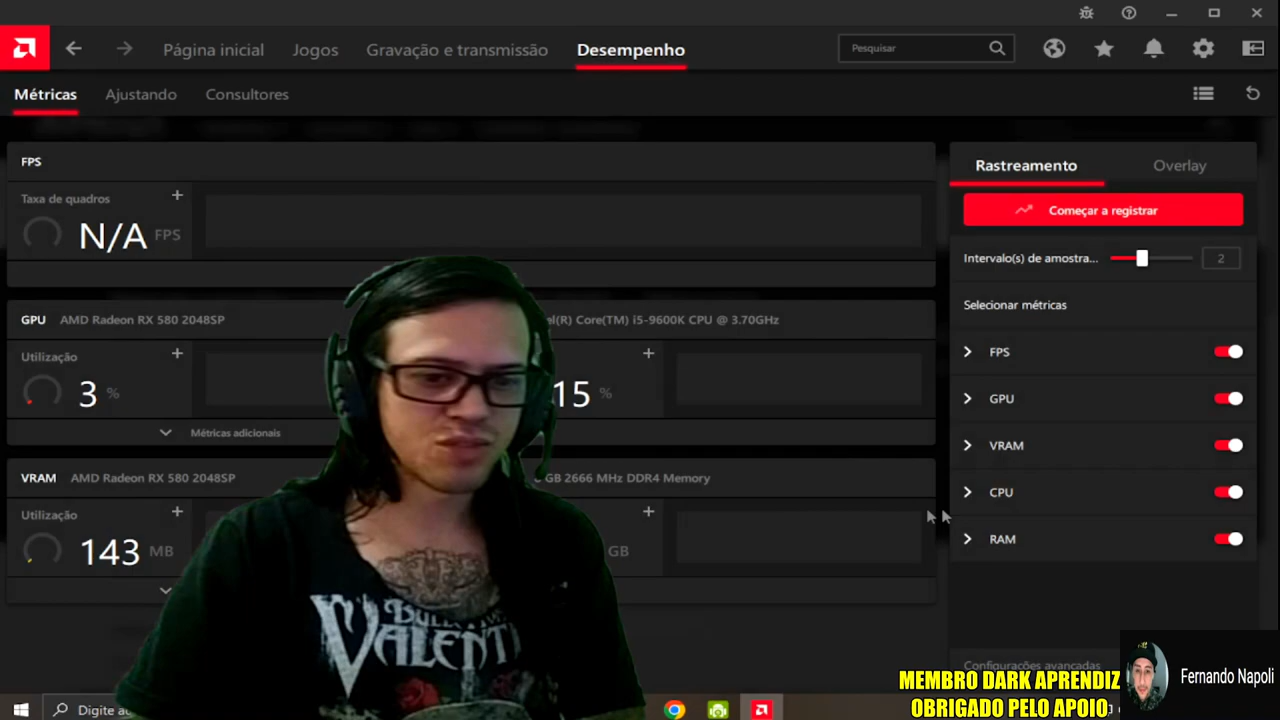 Página inicial
Jogos
Gravação e transmissão
Desempenho
Pesquisar
Métricas
Ajustando
Consultores
FPS
Taxa de quadros
N/A FPS
GPU AMD Radeon RX 580 2048SP
el(R) Core(TM) i5-9600K CPU @ 3.70GHz
Utilização
3 %
15 %
Métricas adicionais
VRAM AMD Radeon RX 580 2048SP
GB 2666 MHz DDR4 Memory
Utilização
143 MB
GB
Rastreamento
Overlay
Começar a registrar
Intervalo(s) de amostra... 2
Selecionar métricas
FPS
GPU
VRAM
CPU
RAM
Configurações avançadas
BULLET
VALENTI
MEMBRO DARK APRENDIZ
OBRIGADO PELO APOIO
Fernando Napoli
Digite a